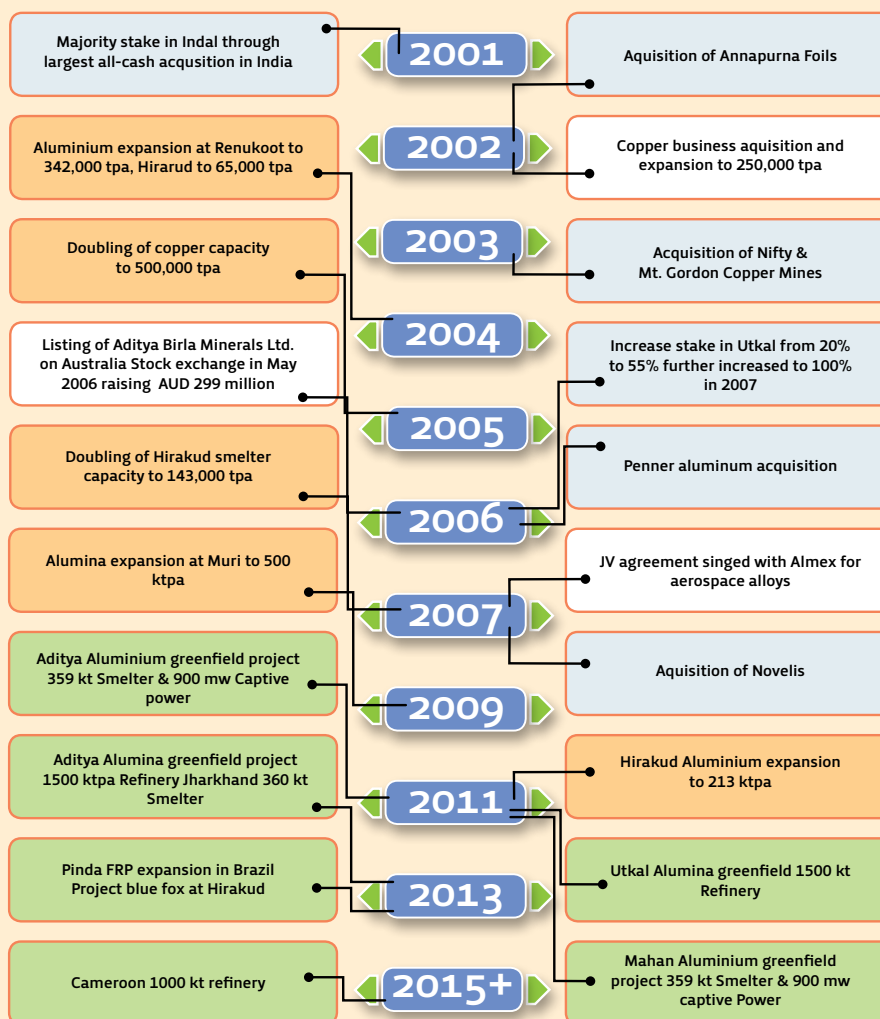 Majority stake in Indal through
largest all-cash acqusition in India
2001
Aquisition of Annapurna Foils
Aluminium expansion at Renukoot to
342,000 tpa, Hirarud to 65,000 tpa
2002
Copper business aquisition and
expansion to 250,000 tpa
Doubling of copper capacity
to 500,000 tpa
2003
Acquisition of Nifty &
Mt. Gordon Copper Mines
Listing of Aditya Birla Minerals Ltd.
on Australia Stock exchange in May
2006 raising AUD 299 million
2004
Increase stake in Utkal from 20%
to 55% further increased to 100%
in 2007
2005
Doubling of Hirakud smelter
capacity to 143,000 tpa
Penner aluminum acquisition
2006
Alumina expansion at Muri to 500
ktpa
JV agreement singed with Almex for
aerospace alloys
2007
Aditya Aluminium greenfield project
359 kt Smelter & 900 mw Captive
power
Aquisition of Novelis
2009
Aditya Alumina greenfield project
1500 ktpa Refinery Jharkhand 360 kt
Smelter
Hirakud Aluminium expansion
to 213 ktpa
2011
Pinda FRP expansion in Brazil
Project blue fox at Hirakud
Utkal Alumina greenfield 1500 kt
Refinery
2013
Cameroon 1000 kt refinery
2015+
Mahan Aluminium greenfield
project 359 kt Smelter & 900 mw
captive Power